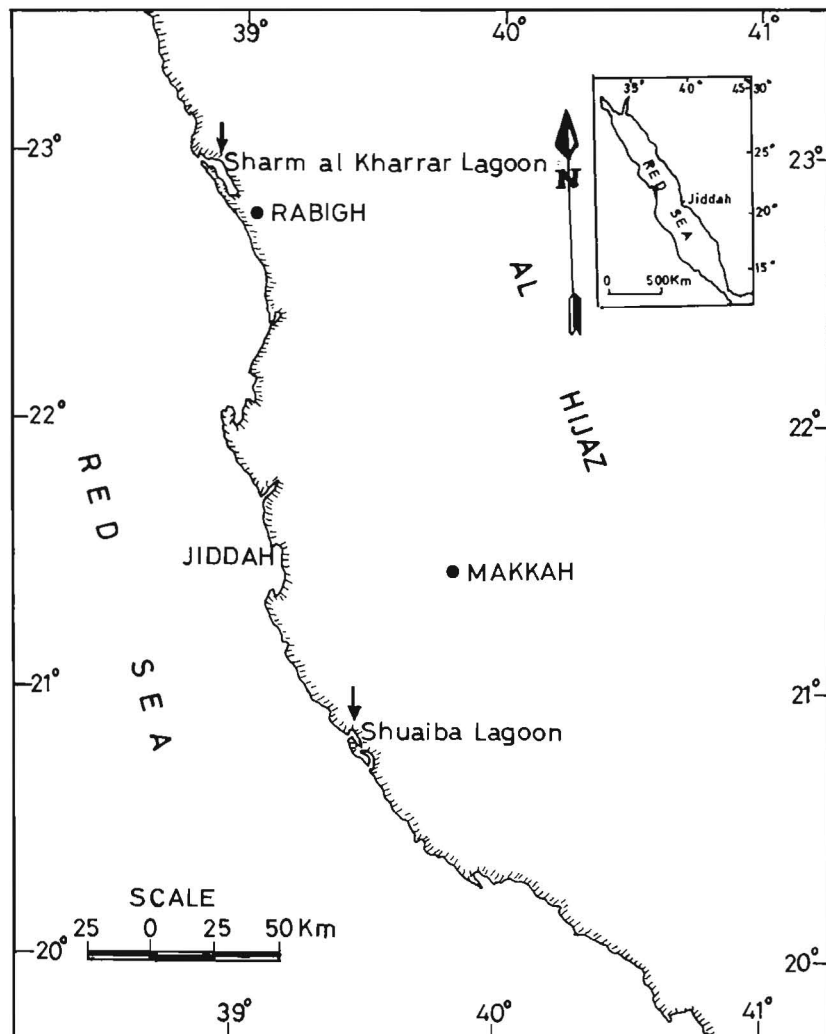 39° 40° 41°
35° 40° 45° 30°
25°
20°
15°
RED SEA
Jiddah
0 500Km
23° 23°
Sharm al Kharrar Lagoon
N
RABIGH
AL HIJAZ
22° 22°
RED SEA
JIDDAH
MAKKAH
21° 21°
Shuaiba Lagoon
SCALE
25 0 25 50 Km
20° 20°
39° 40° 41°